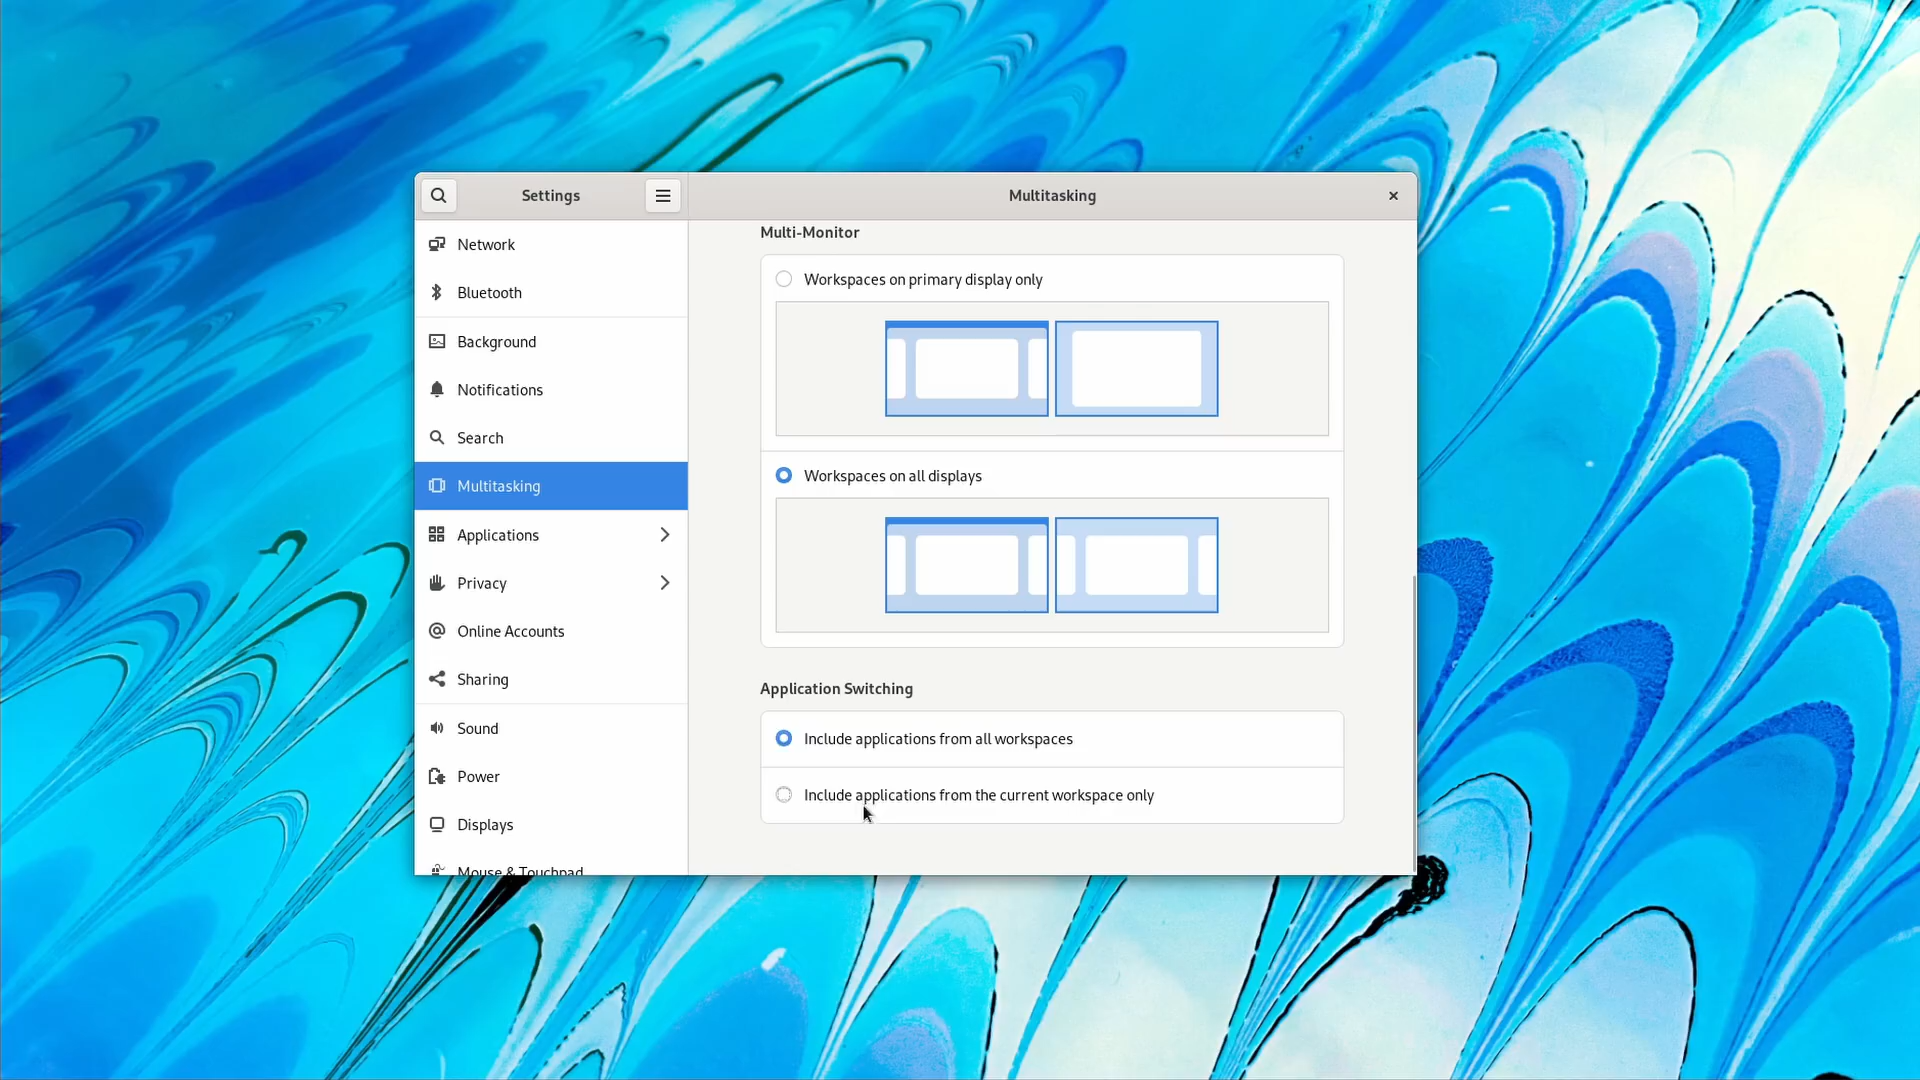 Settings
Multitasking
Network
Bluetooth
Background
Notifications
Search
Multitasking
Applications
Privacy
Online Accounts
Sharing
Sound
Power
Displays
Mouse & Touchpad
Multi-Monitor
Workspaces on primary display only
Workspaces on all displays
Application Switching
Include applications from all workspaces
Include applications from the current workspace only